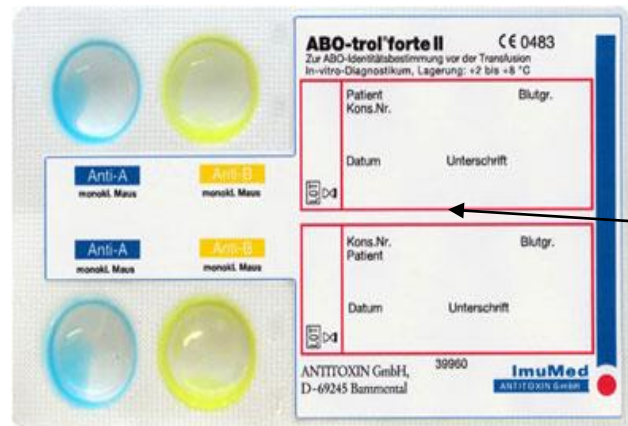 ABO-trol®forte II
CE 0483
Zur ABO-Identitätsbestimmung vor der Transfusion
In-vitro-Diagnostikum, Lagerung: +2 bis +8 °C
Patient Blutgr.
Kons.Nr.
Datum Unterschrift
LOT
Anti-A Anti-B
monokl. Maus monokl. Maus
Anti-A Anti-B
monokl. Maus monokl. Maus
Kons.Nr. Blutgr.
Patient
Datum Unterschrift
LOT
ANTITOXIN GmbH, 39960 ImuMed
D-69245 Bammental ANTITOXIN GmbH